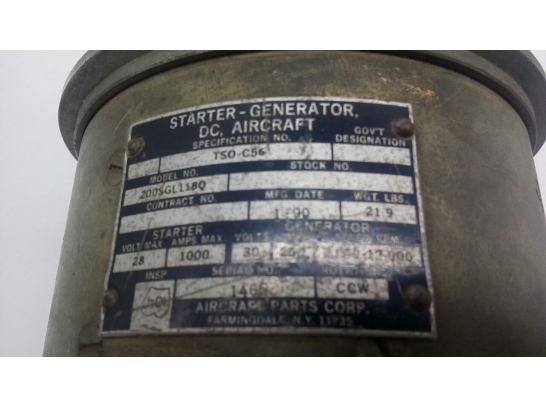 STARTER-GENERATOR,
DC, AIRCRAFT
SPECIFICATION NO. GOV'T DESIGNATION
TSO-C56
MODEL NO. STOCK NO.
200SGL118Q
CONTRACT NO. MFG. DATE WGT. LBS.
21.9
STARTER GENERATOR
VOLT MAX AMPS. MAX VOLTS
28 1000 30
INSP SERIAL NO.
CCW
AIRCRAFT PARTS CORP.
FARMINGDALE, N.Y. 11735